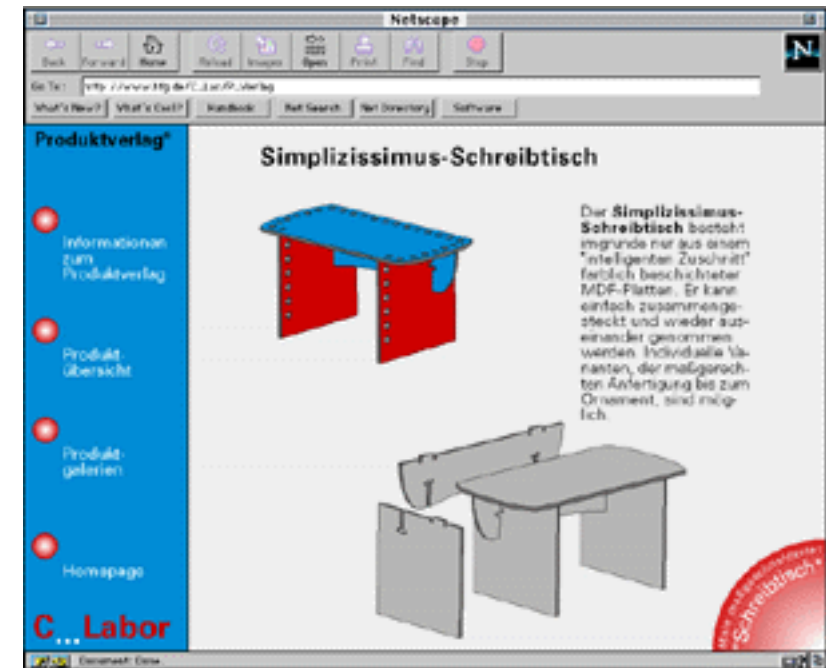 Netscape
Back Forward Home Reload Images Open Print Find Stop
Go To:
What's New? What's Cool? Handbook Net Search Net Directory Software
Produktverlag®
Informationen
zum
Produktverlag
Produkt-
übersicht
Produkt-
galerien
Homepage
C...Labor
Simplizissimus-Schreibtisch
Der Simplizissimus-
Schreibtisch besteht
imgrunde nur aus einem
"intelligenten Zuschnitt"
farblich beschichteter
MDF-Platten. Er kann
einfach zusammenge-
steckt und wieder aus-
einander genommen
werden. Individuelle Va-
rianten, der maßgerech-
ten Anfertigung bis zum
Ornament, sind mög-
lich.
Schreibtisch"
Document: Done.